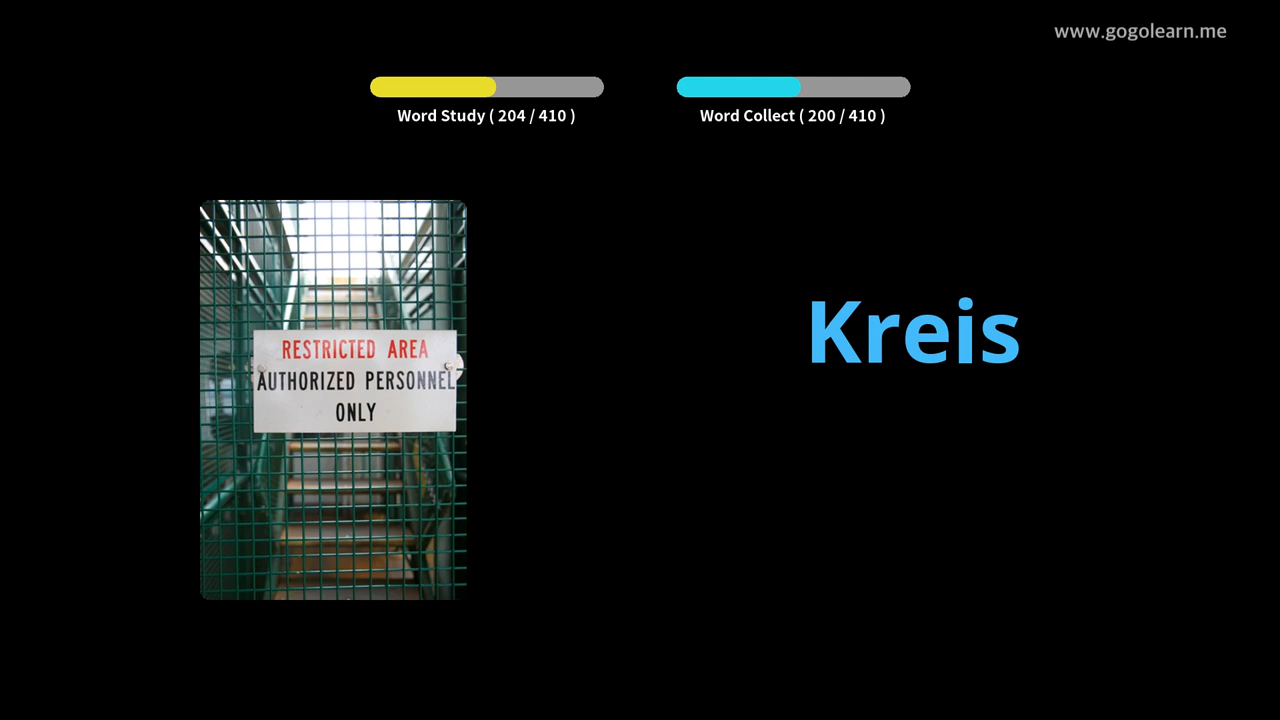 www.gogolearn.me
Word Study ( 204 / 410 )
Word Collect ( 200 / 410 )
RESTRICTED AREA
AUTHORIZED PERSONNEL
ONLY
Kreis